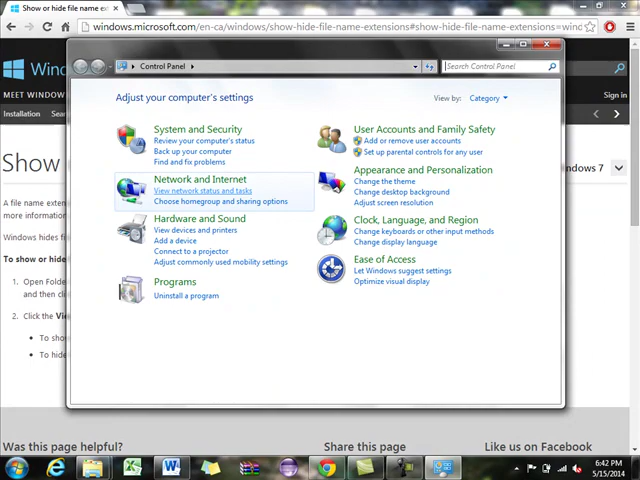 Show or hide file name ext
windows.microsoft.com/en-ca/windows/show-hide-file-name-extensions#show-hide-file-name-extensions=win
Wind
MEET WINDOW
Sign in
Installation
Sear
Show
indows 7
A file name exten
more information
Windows hides fi
To show or hide
1. Open Folde
and then cli
2. Click the Vi
To sho
To hide
Control Panel
Search Control Panel
Adjust your computer's settings
View by: Category
System and Security
Review your computer's status
Back up your computer
Find and fix problems
Network and Internet
View network status and tasks
Choose homegroup and sharing options
Hardware and Sound
View devices and printers
Add a device
Connect to a projector
Adjust commonly used mobility settings
Programs
Uninstall a program
User Accounts and Family Safety
Add or remove user accounts
Set up parental controls for any user
Appearance and Personalization
Change the theme
Change desktop background
Adjust screen resolution
Clock, Language, and Region
Change keyboards or other input methods
Change display language
Ease of Access
Let Windows suggest settings
Optimize visual display
Was this page helpful?
Share this page
Like us on Facebook
6:42 PM
5/15/2014